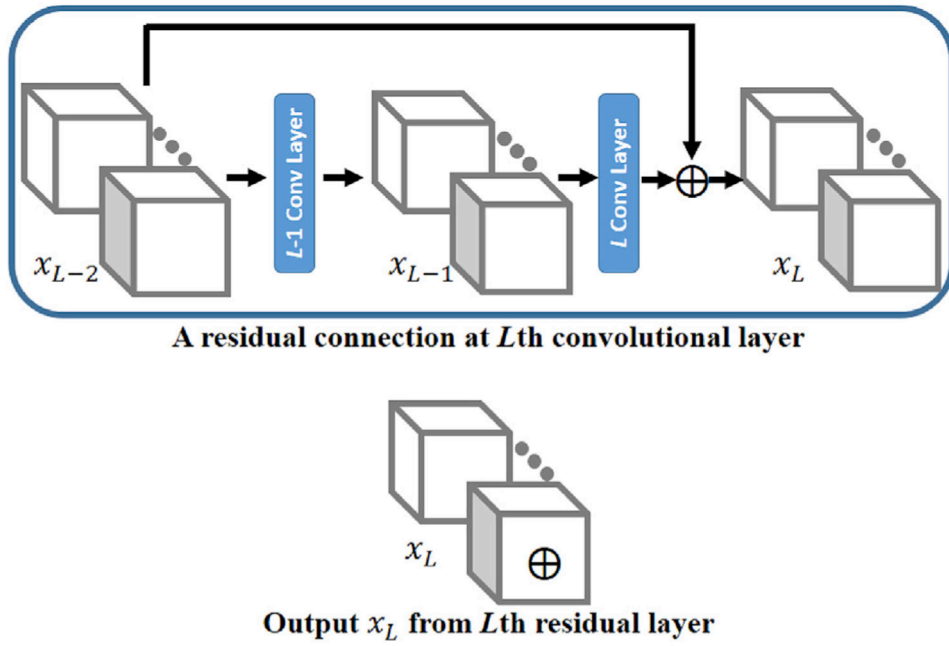 L-1 Conv Layer
L Conv Layer
x_{L-2}
x_{L-1}
x_L
A residual connection at Lth convolutional layer
x_L
Output x_L from Lth residual layer